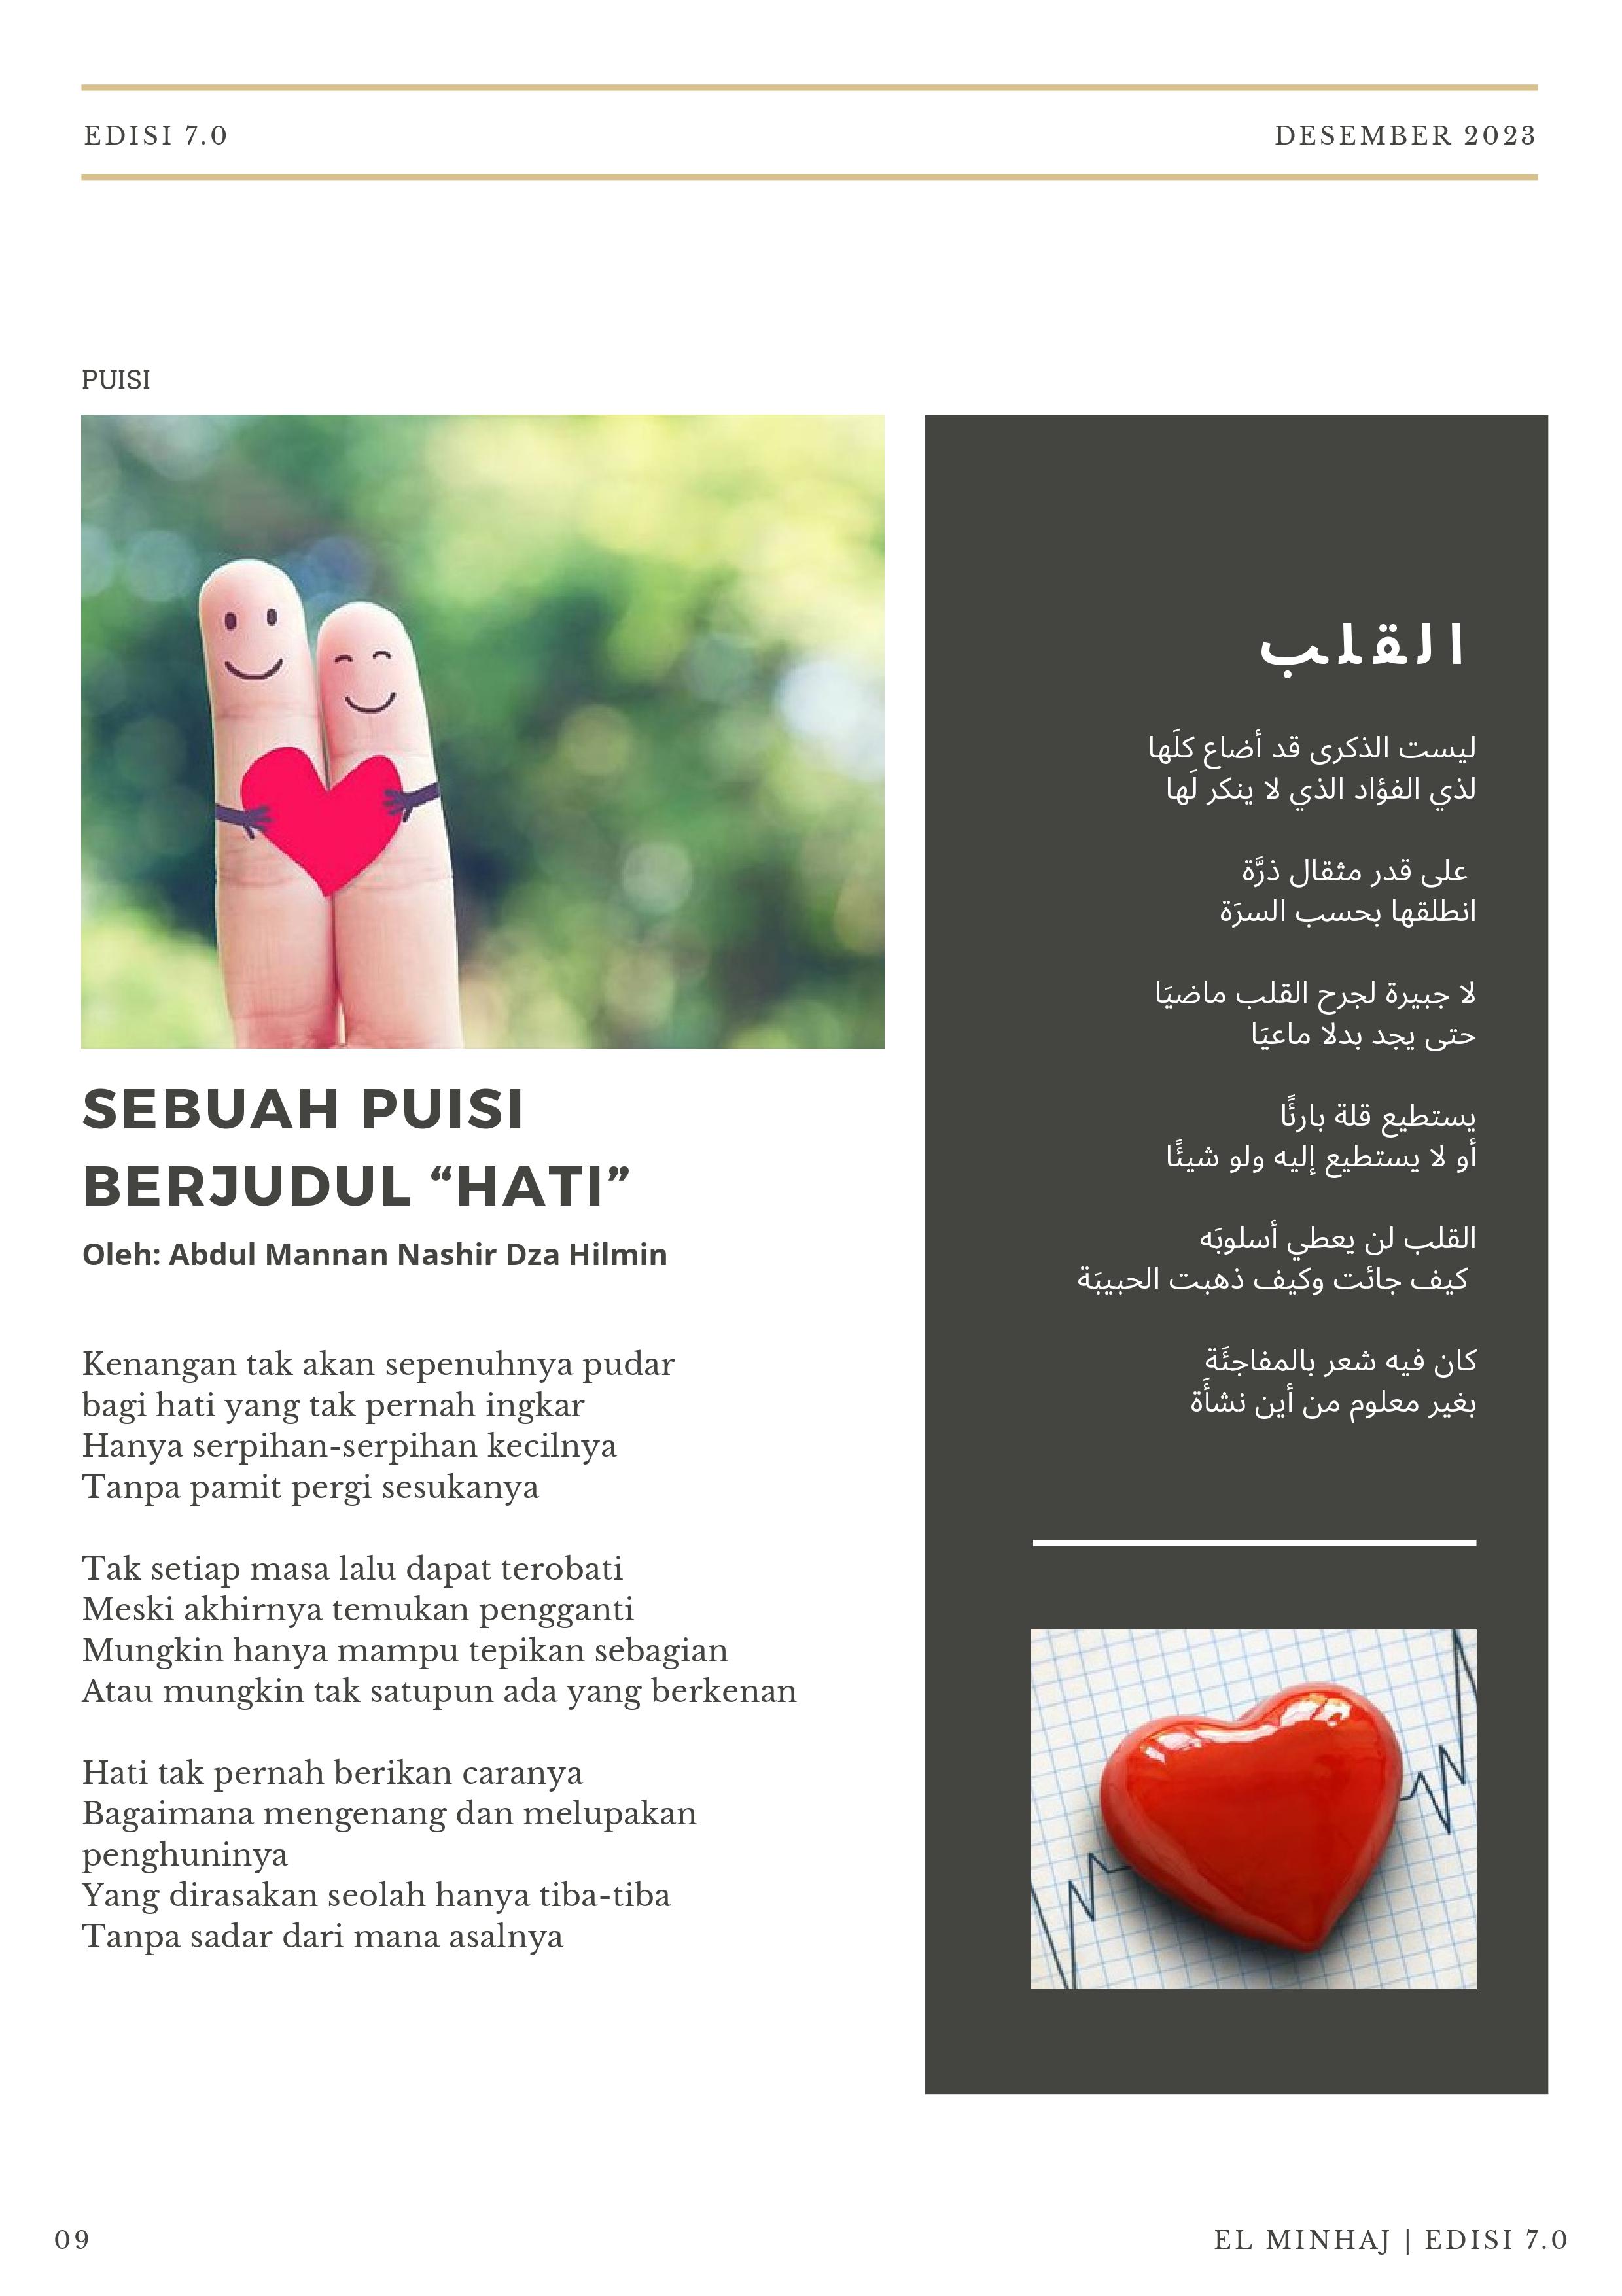 EDISI 7.0
DESEMBER 2023
PUISI
SEBUAH PUISI
BERJUDUL “HATI”
Oleh: Abdul Mannan Nashir Dza Hilmin
Kenangan tak akan sepenuhnya pudar
bagi hati yang tak pernah ingkar
Hanya serpihan-serpihan kecilnya
Tanpa pamit pergi sesukanya
Tak setiap masa lalu dapat terobati
Meski akhirnya temukan pengganti
Mungkin hanya mampu tepikan sebagian
Atau mungkin tak satupun ada yang berkenan
Hati tak pernah berikan caranya
Bagaimana mengenang dan melupakan
penghuninya
Yang dirasakan seolah hanya tiba-tiba
Tanpa sadar dari mana asalnya
القلب
ليست الذكرى قد أضاع كلَها
لذي الفؤاد الذي لا ينكر لَها
على قدر مثقال ذرَّة
انطلقها بحسب السرَة
لا جبيرة لجرح القلب ماضيَا
حتى يجد بدلا ماعيَا
يستطيع قلة بارئًا
أو لا يستطيع إليه ولو شيئًا
القلب لن يعطي أسلوبَه
كيف جائت وكيف ذهبت الحبيبَة
كان فيه شعر بالمفاجئَة
بغير معلوم من أين نشأَة
09
EL MINHAJ | EDISI 7.0